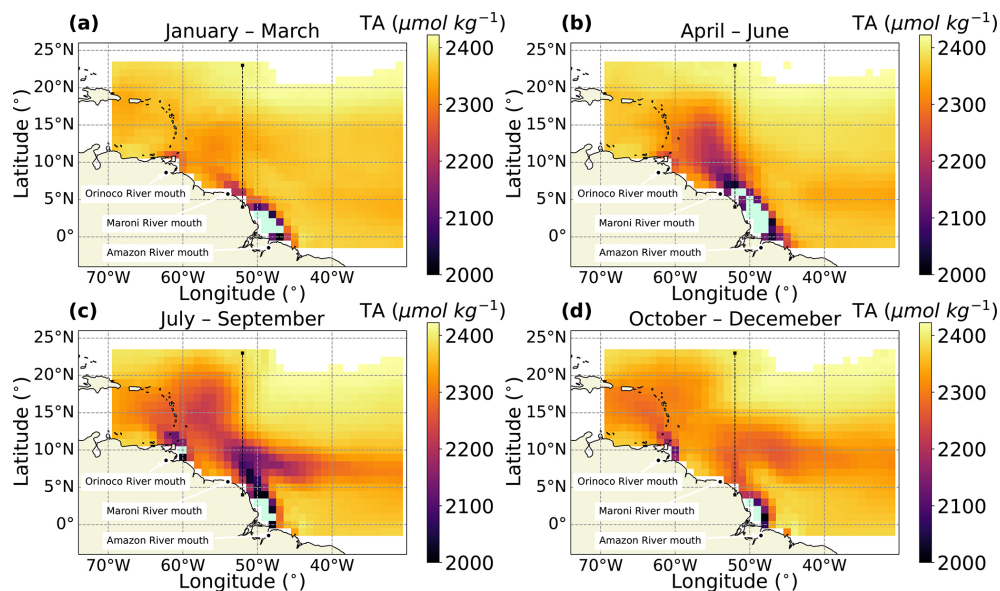 (a) January – March TA (μmol kg⁻¹)
25°N
20°N
15°N
10°N
5°N
0°
Latitude (°)
Orinoco River mouth
Maroni River mouth
Amazon River mouth
70°W 60°W 50°W 40°W
Longitude (°)
2400
2300
2200
2100
2000
(b) April – June TA (μmol kg⁻¹)
25°N
20°N
15°N
10°N
5°N
0°
Latitude (°)
Orinoco River mouth
Maroni River mouth
Amazon River mouth
70°W 60°W 50°W 40°W
Longitude (°)
2400
2300
2200
2100
2000
(c) July – September TA (μmol kg⁻¹)
25°N
20°N
15°N
10°N
5°N
0°
Latitude (°)
Orinoco River mouth
Maroni River mouth
Amazon River mouth
70°W 60°W 50°W 40°W
Longitude (°)
2400
2300
2200
2100
2000
(d) October – Decemeber TA (μmol kg⁻¹)
25°N
20°N
15°N
10°N
5°N
0°
Latitude (°)
Orinoco River mouth
Maroni River mouth
Amazon River mouth
70°W 60°W 50°W 40°W
Longitude (°)
2400
2300
2200
2100
2000